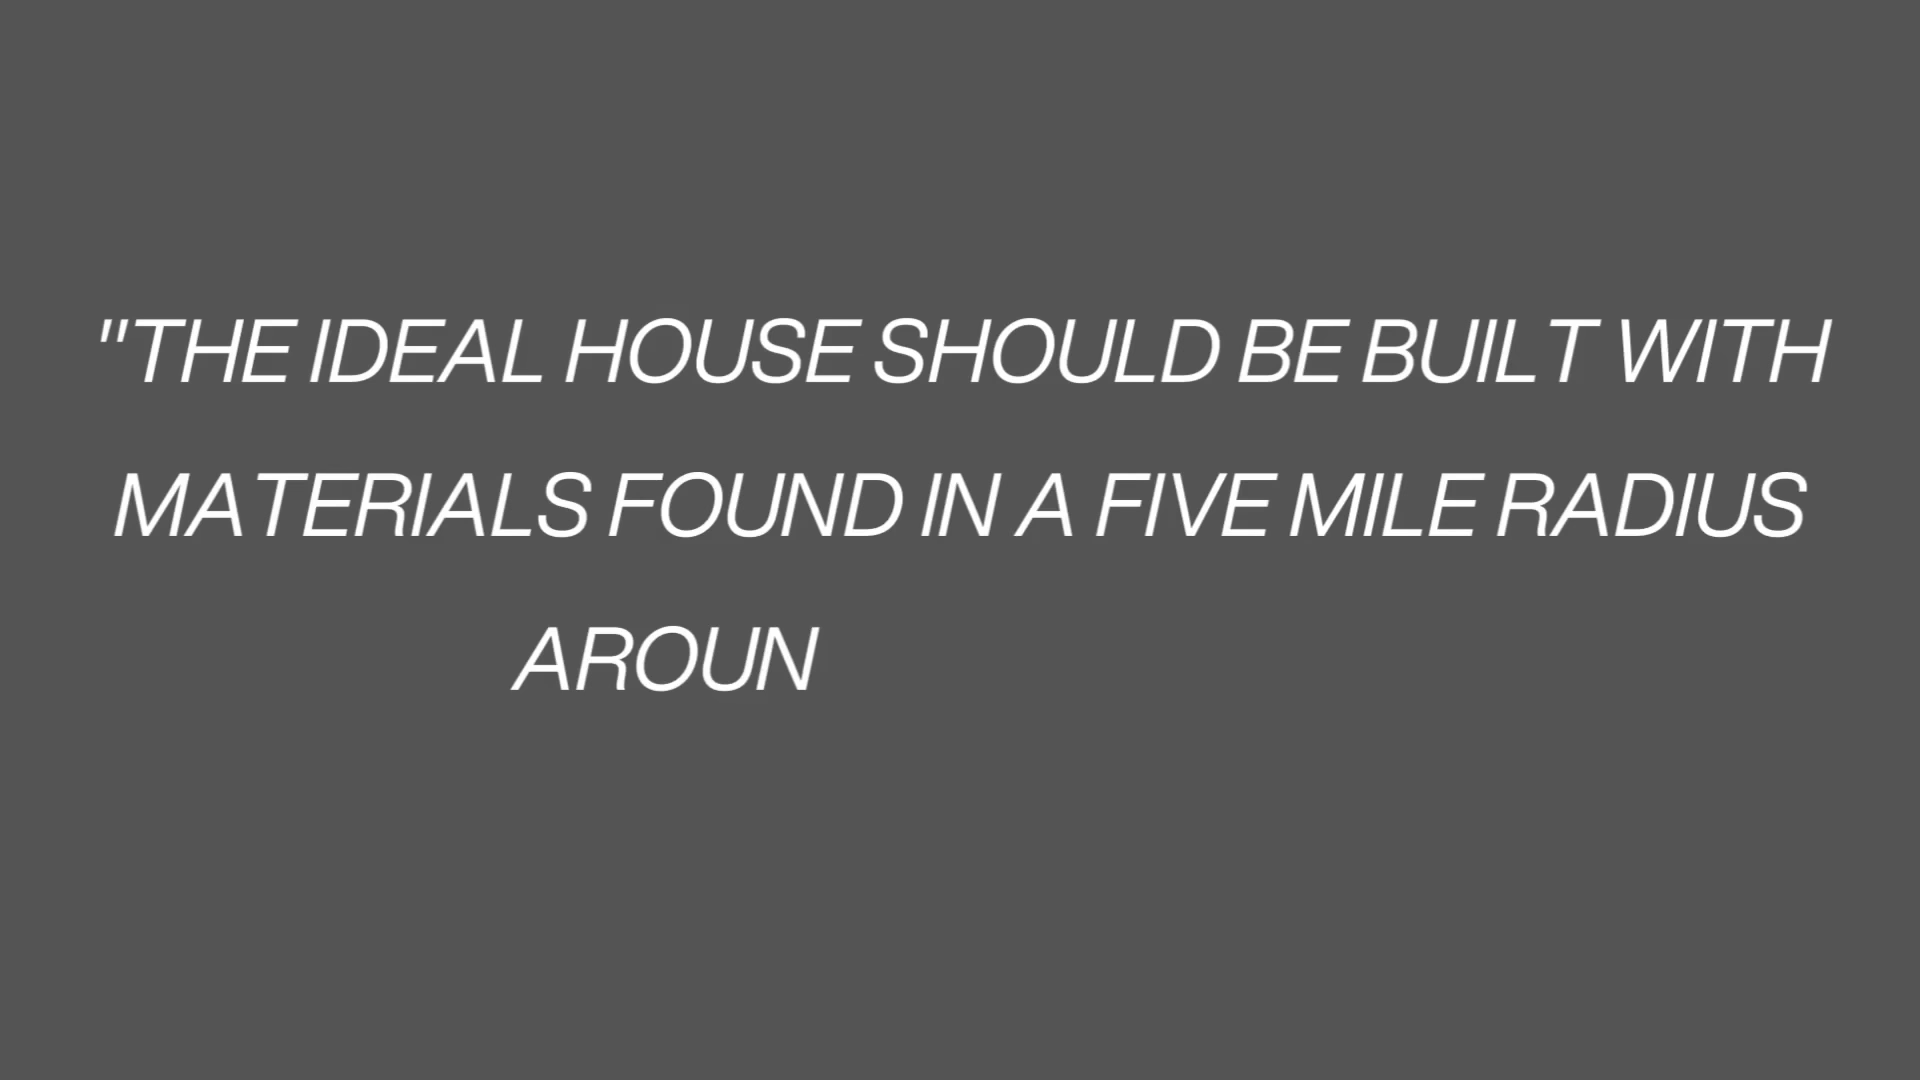 "THE IDEAL HOUSE SHOULD BE BUILT WITH
MATERIALS FOUND IN A FIVE MILE RADIUS
AROUN